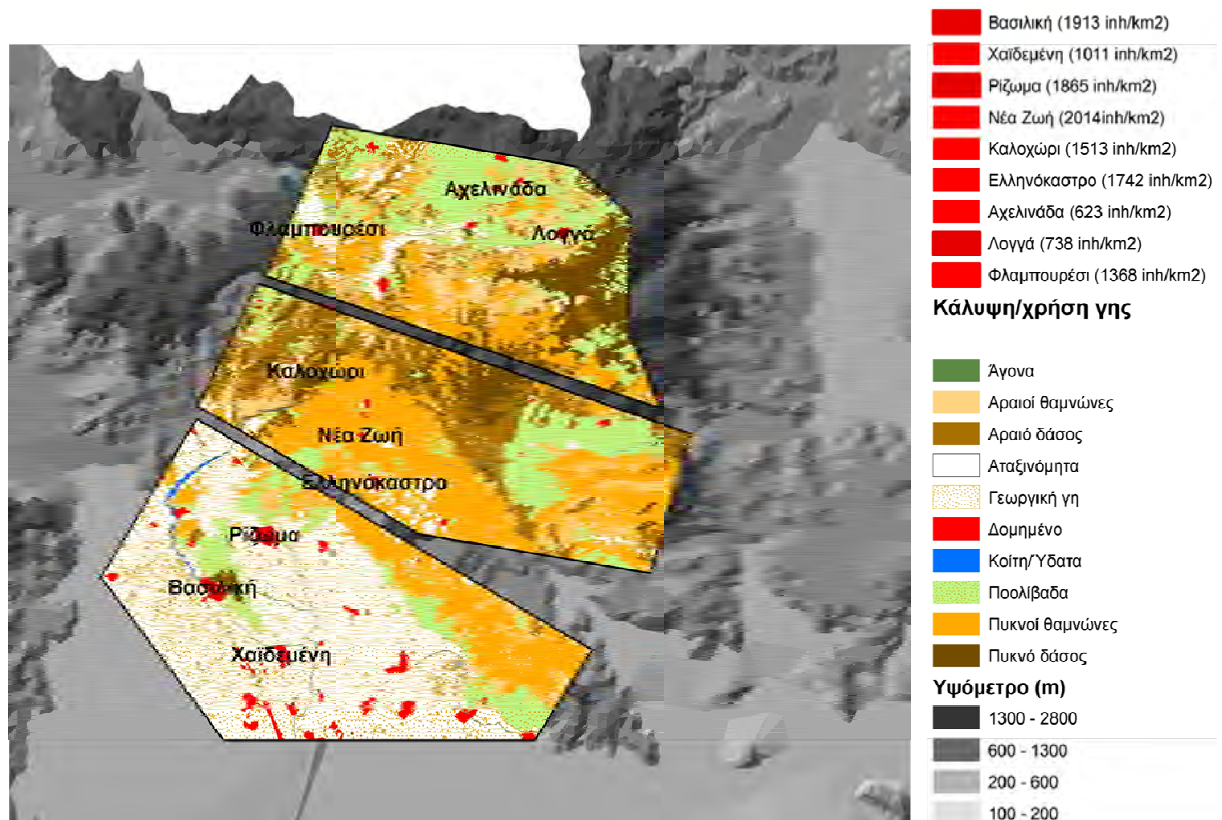 Βασιλική (1913 inh/km2)
Χαϊδεμένη (1011 inh/km2)
Ρίζωμα (1865 inh/km2)
Νέα Ζωή (2014inh/km2)
Καλοχώρι (1513 inh/km2)
Ελληνόκαστρο (1742 inh/km2)
Αχελινάδα (623 inh/km2)
Λογγά (738 inh/km2)
Φλαμπουρέσι (1368 inh/km2)
Κάλυψη/χρήση γης
Άγονα
Αραιοί θαμνώνες
Αραιό δάσος
Αταξινόμητα
Γεωργική γη
Δομημένο
Κοίτη/Ύδατα
Ποολίβαδα
Πυκνοί θαμνώνες
Πυκνό δάσος
Υψόμετρο (m)
1300 - 2800
600 - 1300
200 - 600
100 - 200
Αχελινάδα
Φλαμπουρέσι
Λογγά
Καλοχώρι
Νέα Ζωή
Ελληνόκαστρο
Ρίζωμα
Βασιλική
Χαϊδεμένη